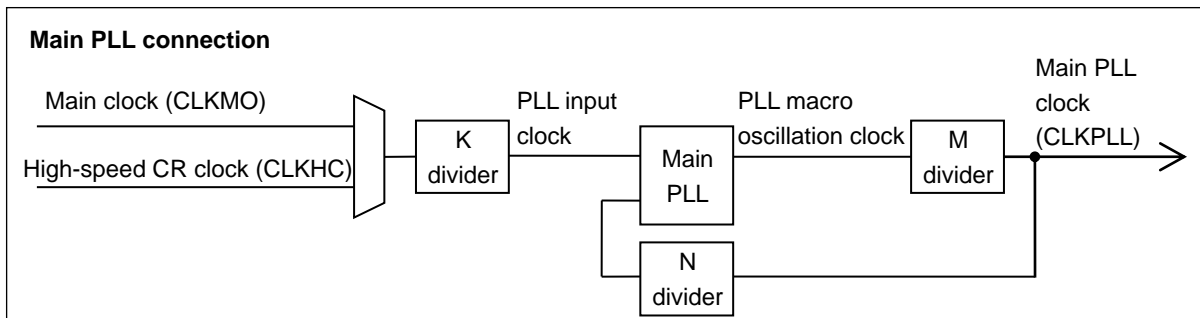 Main PLL connection
Main clock (CLKMO)
High-speed CR clock (CLKHC)
K
divider
PLL input
clock
Main
PLL
PLL macro
oscillation clock
M
divider
Main PLL
clock
(CLKPLL)
N
divider